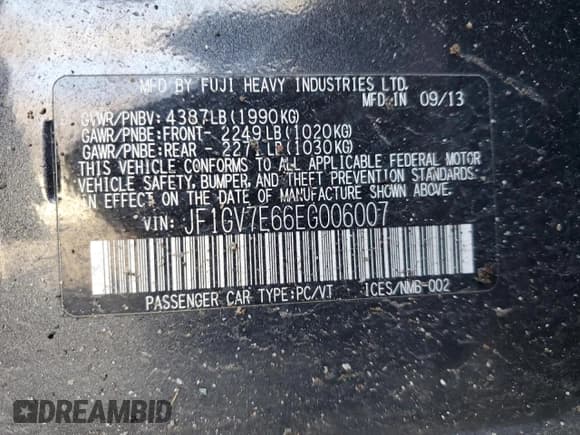 MFD BY FUJI HEAVY INDUSTRIES LTD.
MFD IN 09/13
GVWR/PNBV: 4387LB(1990KG)
GAWR/PNBE:FRONT- 2249LB(1020KG)
GAWR/PNBE:REAR - 227 LB(1030KG)
THIS VEHICLE CONFORMS TO ALL APPLICABLE FEDERAL MOTOR
VEHICLE SAFETY, BUMPER, AND THEFT PREVENTION STANDARDS
IN EFFECT ON THE DATE OF MANUFACTURE SHOWN ABOVE.
VIN: JF1GV7E66EG006007
PASSENGER CAR TYPE:PC/VT ICES/NMB-002
DREAMBID